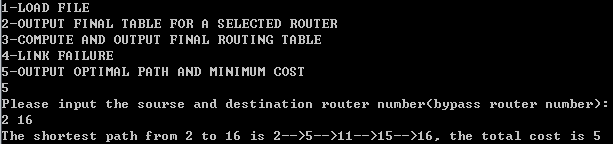 1-LOAD FILE
2-OUTPUT FINAL TABLE FOR A SELECTED ROUTER
3-COMPUTE AND OUTPUT FINAL ROUTING TABLE
4-LINK FAILURE
5-OUTPUT OPTIMAL PATH AND MINIMUM COST
5
Please input the sourse and destination router number(bypass router number):
2 16
The shortest path from 2 to 16 is 2-->5-->11-->15-->16, the total cost is 5